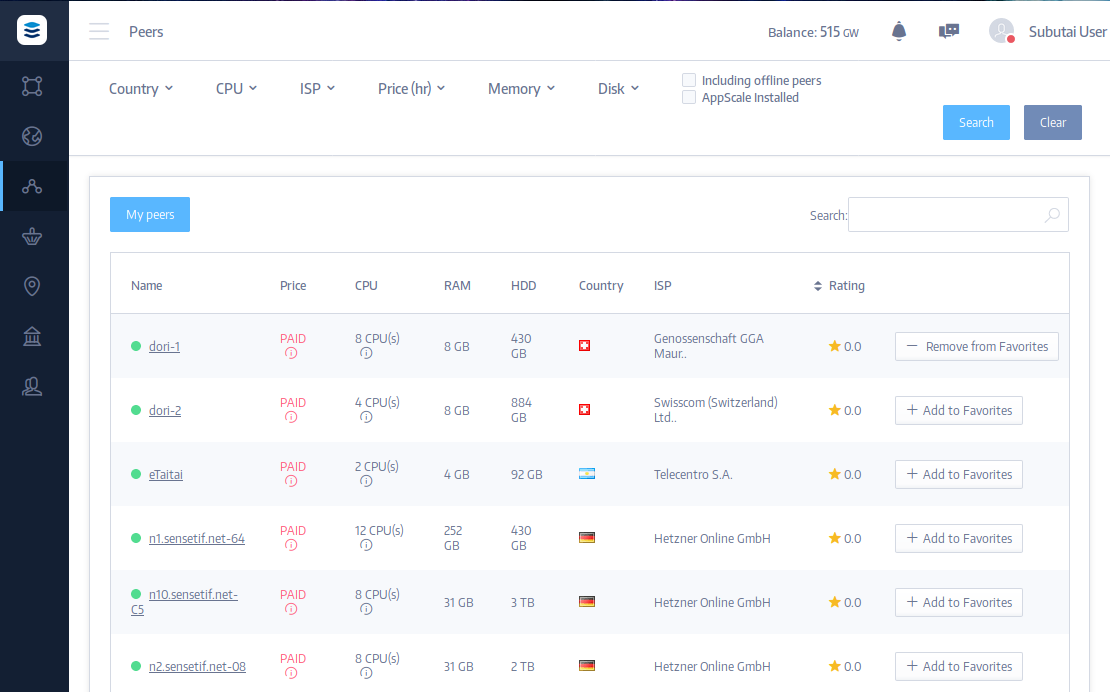 Peers
Balance: 515 GW
Subutai User
Country
CPU
ISP
Price (hr)
Memory
Disk
Including offline peers
AppScale Installed
Search
Clear
My peers
Search:
Name Price CPU RAM HDD Country ISP Rating
dori-1 PAID 8 CPU(s) 8 GB 430
GB
Genossenschaft GGA
Maur..
0.0 Remove from Favorites
dori-2 PAID 4 CPU(s) 8 GB 884
GB
Swisscom (Switzerland)
Ltd..
0.0 + Add to Favorites
eTaitai PAID 2 CPU(s) 4 GB 92 GB Telecentro S.A. 0.0 + Add to Favorites
n1.sensetif.net-64 PAID 12 CPU(s) 252
GB
430
GB
Hetzner Online GmbH 0.0 + Add to Favorites
n10.sensetif.net-
C5
PAID 8 CPU(s) 31 GB 3 TB Hetzner Online GmbH 0.0 + Add to Favorites
n2.sensetif.net-08 PAID 8 CPU(s) 31 GB 2 TB Hetzner Online GmbH 0.0 + Add to Favorites